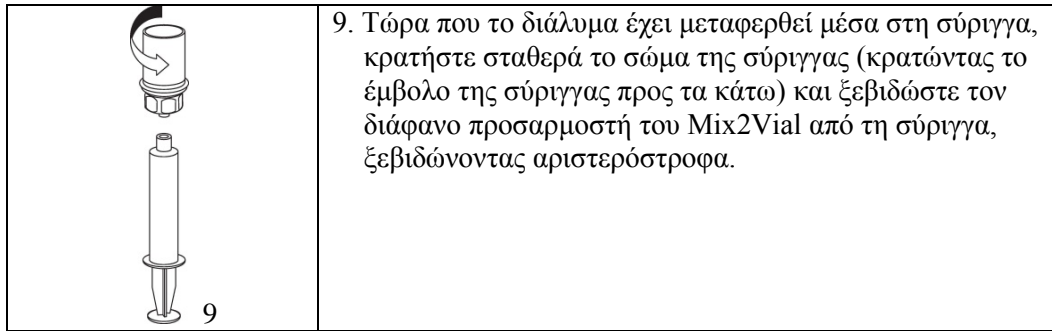 9. Τώρα που το διάλυμα έχει μεταφερθεί μέσα στη σύριγγα,
κρατήστε σταθερά το σώμα της σύριγγας (κρατώντας το
έμβολο της σύριγγας προς τα κάτω) και ξεβιδώστε τον
διάφανο προσαρμοστή του Mix2Vial από τη σύριγγα,
ξεβιδώνοντας αριστερόστροφα.
9